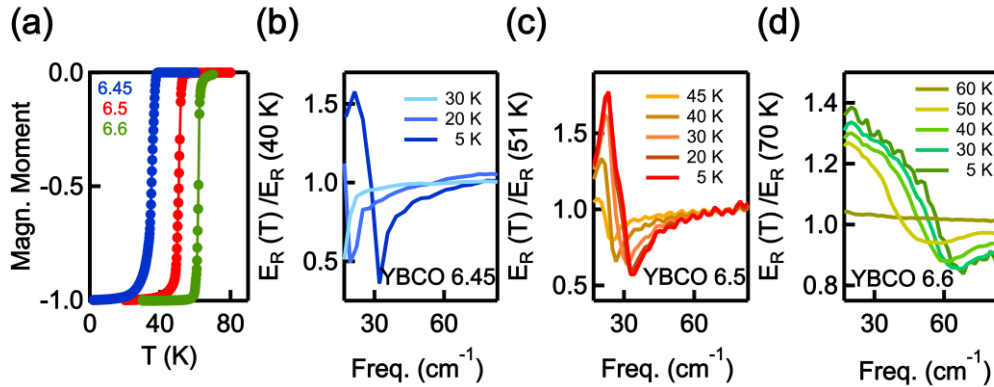 (a)
Magn. Moment
0.0
-0.5
-1.0
6.45
6.5
6.6
0
40
80
T (K)
(b)
E_R (T) /E_R (40 K)
1.5
1.0
0.5
30 K
20 K
5 K
YBCO 6.45
30
60
Freq. (cm⁻¹)
(c)
E_R (T) /E_R (51 K)
1.5
1.0
0.5
45 K
40 K
30 K
20 K
5 K
YBCO 6.5
30
60
Freq. (cm⁻¹)
(d)
E_R (T) /E_R (70 K)
1.4
1.2
1.0
0.8
60 K
50 K
40 K
30 K
5 K
YBCO 6.6
30
60
Freq. (cm⁻¹)